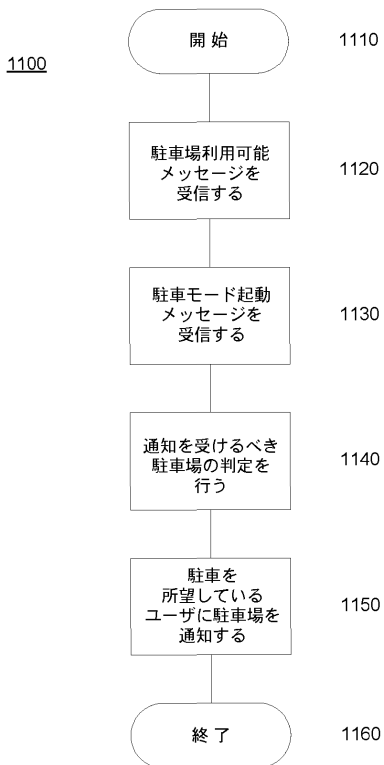 1100
開 始
1110
駐車場利用可能
メッセージを
受信する
1120
駐車モード起動
メッセージを
受信する
1130
通知を受けるべき
駐車場の判定を
行う
1140
駐車を
所望している
ユーザに駐車場を
通知する
1150
終 了
1160